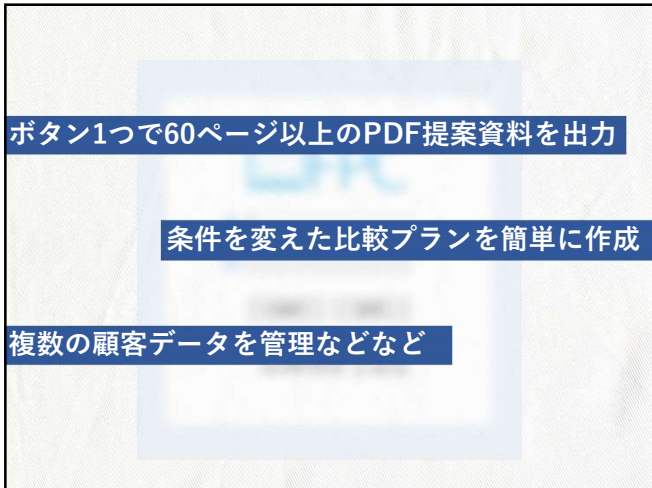 ボタン1つで60ページ以上のPDF提案資料を出力
条件を変えた比較プランを簡単に作成
複数の顧客データを管理などなど